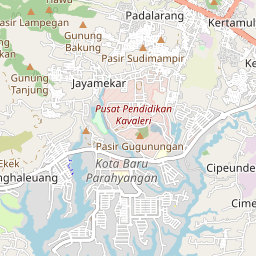 Hawu
Padalarang
Pasir Lampegan
Kertamul
Gunung
Bakung
Pasir Sudimampir
Ke
Gunung
Tanjung
Jayamekar
Pusat Pendidikan
Kavaleri
Pasir Gugunungan
Ekek
Kota Baru
Parahyangan
nghaleuang
Cipeunde
Cime